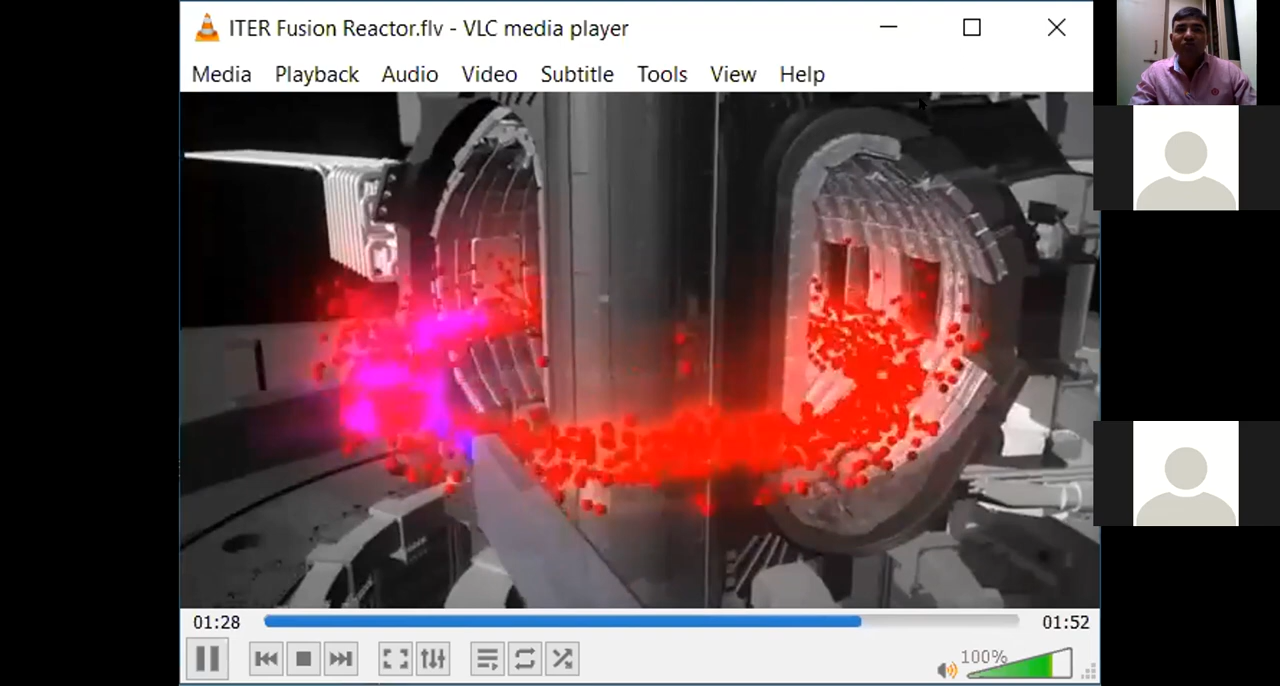 ITER Fusion Reactor.flv - VLC media player
Media Playback Audio Video Subtitle Tools View Help
01:28 01:52
100%